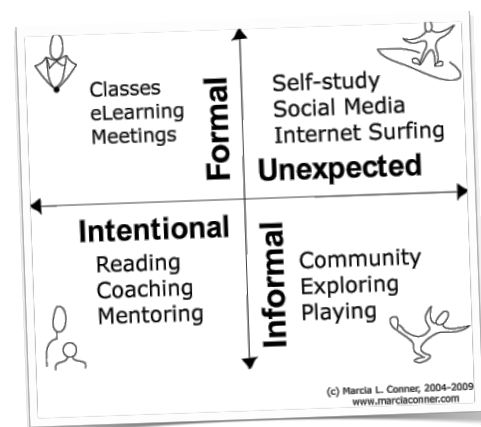 Classes
eLearning
Meetings
Formal
Self-study
Social Media
Internet Surfing
Unexpected
Intentional
Reading
Coaching
Mentoring
Informal
Community
Exploring
Playing
(c) Marcia L. Conner, 2004-2009
www.marciaconner.com